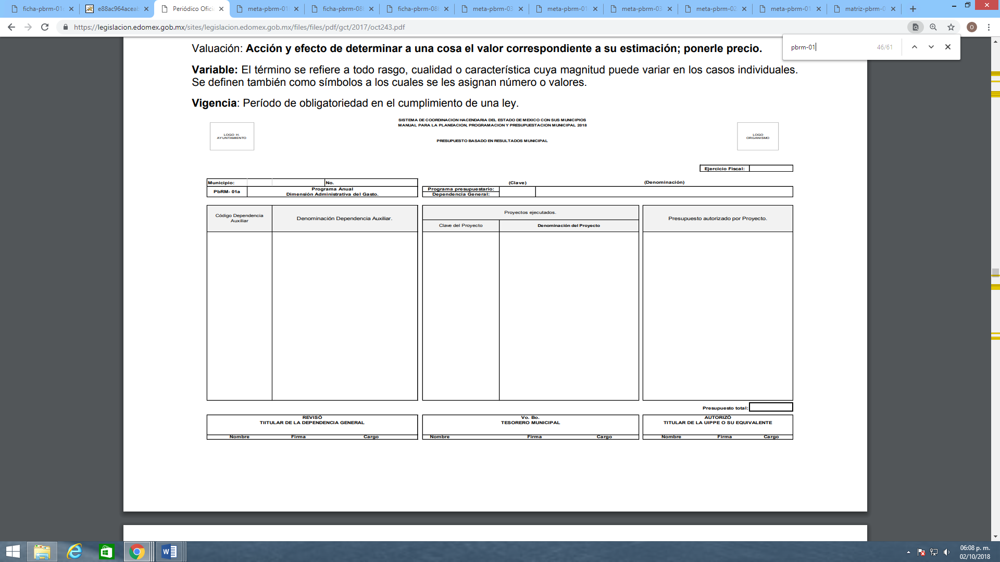 ficha-pbrm-01
e88ac964aceab
Periódico Ofici
meta-pbrm-01
ficha-pbrm-08
ficha-pbrm-08
meta-pbrm-03
meta-pbrm-01
meta-pbrm-03
meta-pbrm-02
meta-pbrm-01
matriz-pbrm-0
https://legislacion.edomex.gob.mx/sites/legislacion.edomex.gob.mx/files/files/pdf/gct/2017/oct243.pdf
O
pbrm-01
46/61
Valuación: Acción y efecto de determinar a una cosa el valor correspondiente a su estimación; ponerle precio.
Variable: El término se refiere a todo rasgo, cualidad o característica cuya magnitud puede variar en los casos individuales.
Se definen también como símbolos a los cuales se les asignan número o valores.
Vigencia: Período de obligatoriedad en el cumplimiento de una ley.
SISTEMA DE COORDINACION HACENDARIA DEL ESTADO DE MEXICO CON SUS MUNICIPIOS
MANUAL PARA LA PLANEACION, PROGRAMACION Y PRESUPUESTACION MUNICIPAL 2018
LOGO H.
AYUNTAMIENTO
PRESUPUESTO BASADO EN RESULTADOS MUNICIPAL
LOGO
ORGANISMO
Ejercicio Fiscal:
Municipio:
No.
(Clave)
(Denominación)
PbRM- 01a
Programa Anual
Dimensión Administrativa del Gasto.
Programa presupuestario:
Dependencia General:
Código Dependencia
Auxiliar
Denominación Dependencia Auxiliar.
Proyectos ejecutados.
Clave del Proyecto
Denominación del Proyecto
Presupuesto autorizado por Proyecto.
Presupuesto total:
REVISÓ
TIITULAR DE LA DEPENDENCIA GENERAL
Nombre Firma Cargo
Vo. Bo.
TESORERO MUNICIPAL
Nombre Firma Cargo
AUTORIZÓ
TITULAR DE LA UIPPE O SU EQUIVALENTE
Nombre Firma Cargo
06:08 p. m.
02/10/2018